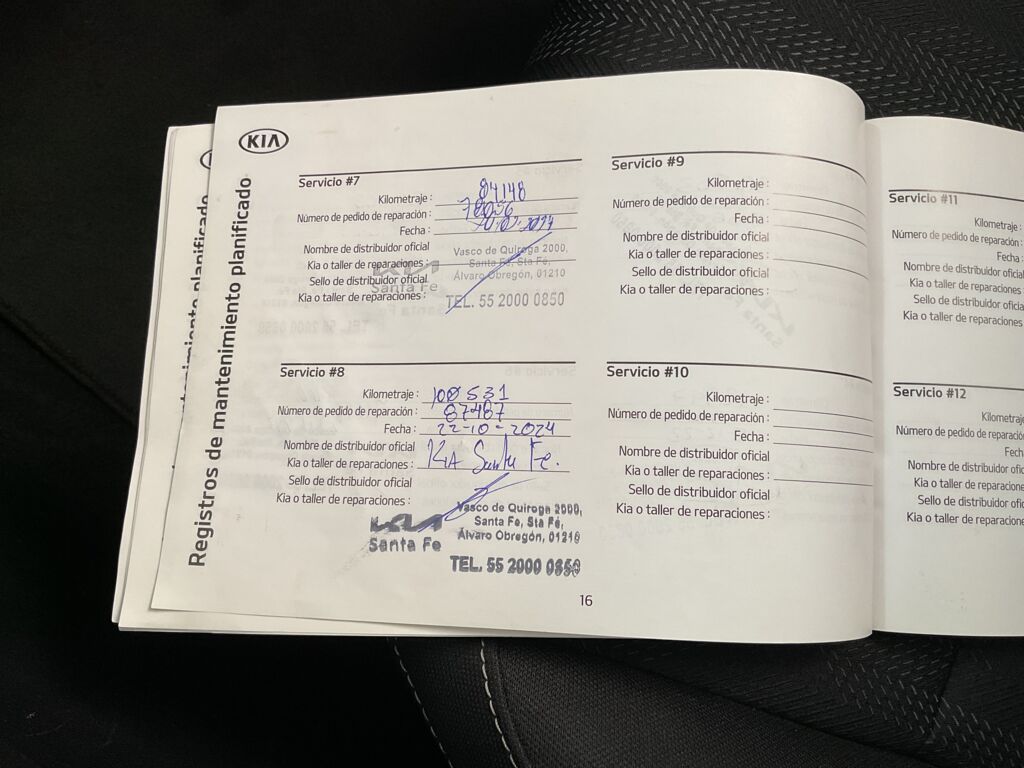 KIA
Registros de mantenimiento planificado
Servicio #7
Kilometraje : 94148
Número de pedido de reparación : 78056
Fecha :
Nombre de distribuidor oficial
Kia o taller de reparaciones :
Sello de distribuidor oficial
Kia o taller de reparaciones :
KIA
Santa Fe
Vasco de Quiroga 2000,
Santa Fe, Sta Fé,
Álvaro Obregón, 01210
TEL. 55 2000 0850
Servicio #8
Kilometraje : 100531
Número de pedido de reparación : 87487
Fecha : 22-10-2024
Nombre de distribuidor oficial
Kia o taller de reparaciones : KIA Santa Fe.
Sello de distribuidor oficial
Kia o taller de reparaciones :
KIA
Santa Fe
Vasco de Quiroga 2000,
Santa Fe, Sta Fé,
Álvaro Obregón, 01210
TEL. 55 2000 0850
Servicio #9
Kilometraje :
Número de pedido de reparación :
Fecha :
Nombre de distribuidor oficial
Kia o taller de reparaciones :
Sello de distribuidor oficial
Kia o taller de reparaciones :
Servicio #10
Kilometraje :
Número de pedido de reparación :
Fecha :
Nombre de distribuidor oficial
Kia o taller de reparaciones :
Sello de distribuidor oficial
Kia o taller de reparaciones :
16
Servicio #11
Kilometraje :
Número de pedido de reparación :
Fecha :
Nombre de distribuidor oficial
Kia o taller de reparaciones
Sello de distribuidor oficial
Kia o taller de reparaciones
Servicio #12
Kilometraje
Número de pedido de reparación
Fecha
Nombre de distribuidor oficial
Kia o taller de reparaciones
Sello de distribuidor oficial
Kia o taller de reparaciones